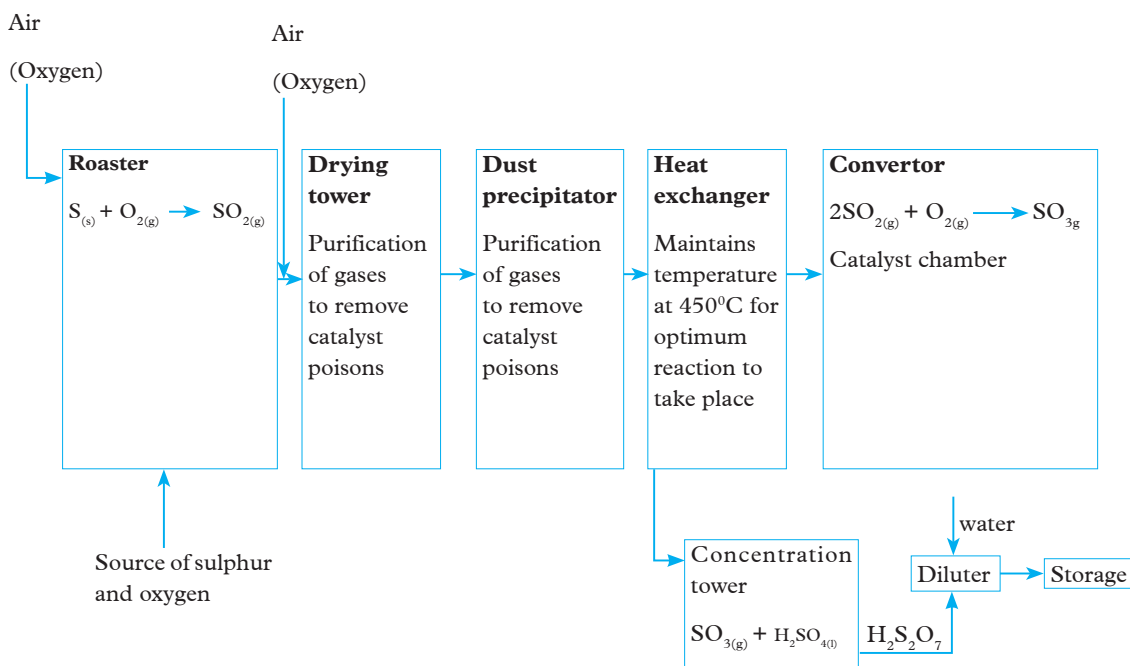 Air
(Oxygen)
Air
(Oxygen)
Roaster
S(s) + O2(g) → SO2(g)
Drying
tower
Purification
of gases
to remove
catalyst
poisons
Dust
precipitator
Purification
of gases
to remove
catalyst
poisons
Heat
exchanger
Maintains
temperature
at 450⁰C for
optimum
reaction to
take place
Convertor
2SO2(g) + O2(g) → SO3g
Catalyst chamber
Source of sulphur
and oxygen
Concentration
tower
SO3(g) + H2SO4(l)
H2S2O7
water
Diluter
Storage